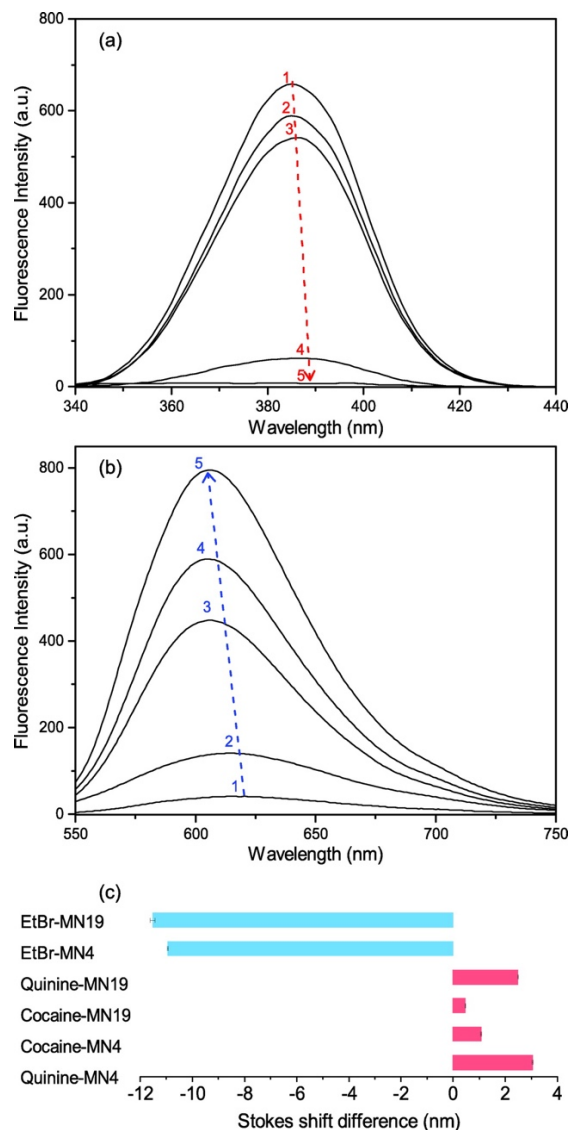 (a)
800
600
400
200
0
Fluorescence Intensity (a.u.)
1
2
3
4
5
340 360 380 400 420 440
Wavelength (nm)
(b)
800
600
400
200
0
Fluorescence Intensity (a.u.)
5
4
3
2
1
550 600 650 700 750
Wavelength (nm)
(c)
EtBr-MN19
EtBr-MN4
Quinine-MN19
Cocaine-MN19
Cocaine-MN4
Quinine-MN4
-12 -10 -8 -6 -4 -2 0 2 4
Stokes shift difference (nm)